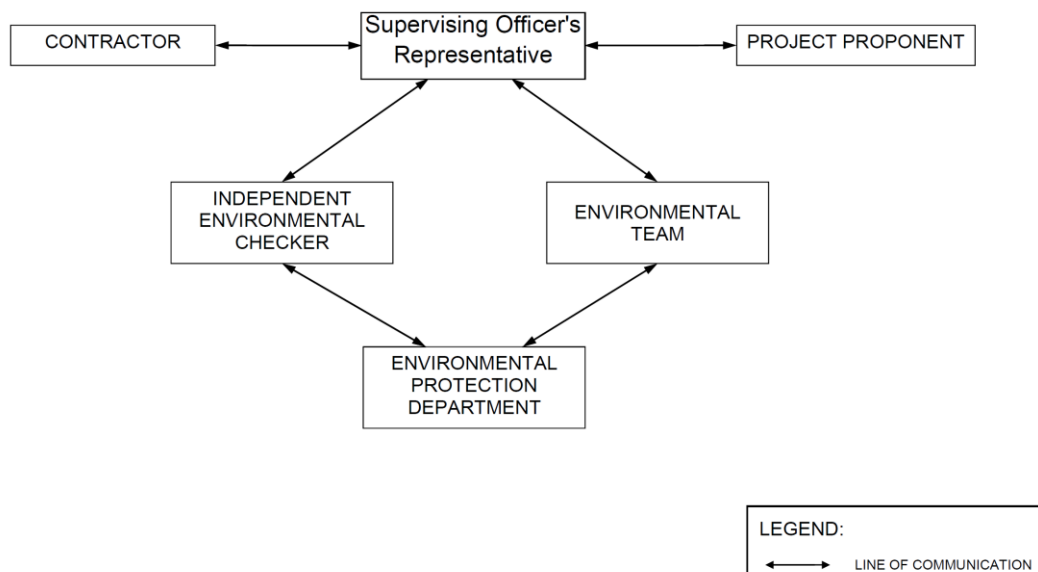 CONTRACTOR
Supervising Officer's
Representative
PROJECT PROPONENT
INDEPENDENT
ENVIRONMENTAL
CHECKER
ENVIRONMENTAL
TEAM
ENVIRONMENTAL
PROTECTION
DEPARTMENT
LEGEND:
LINE OF COMMUNICATION